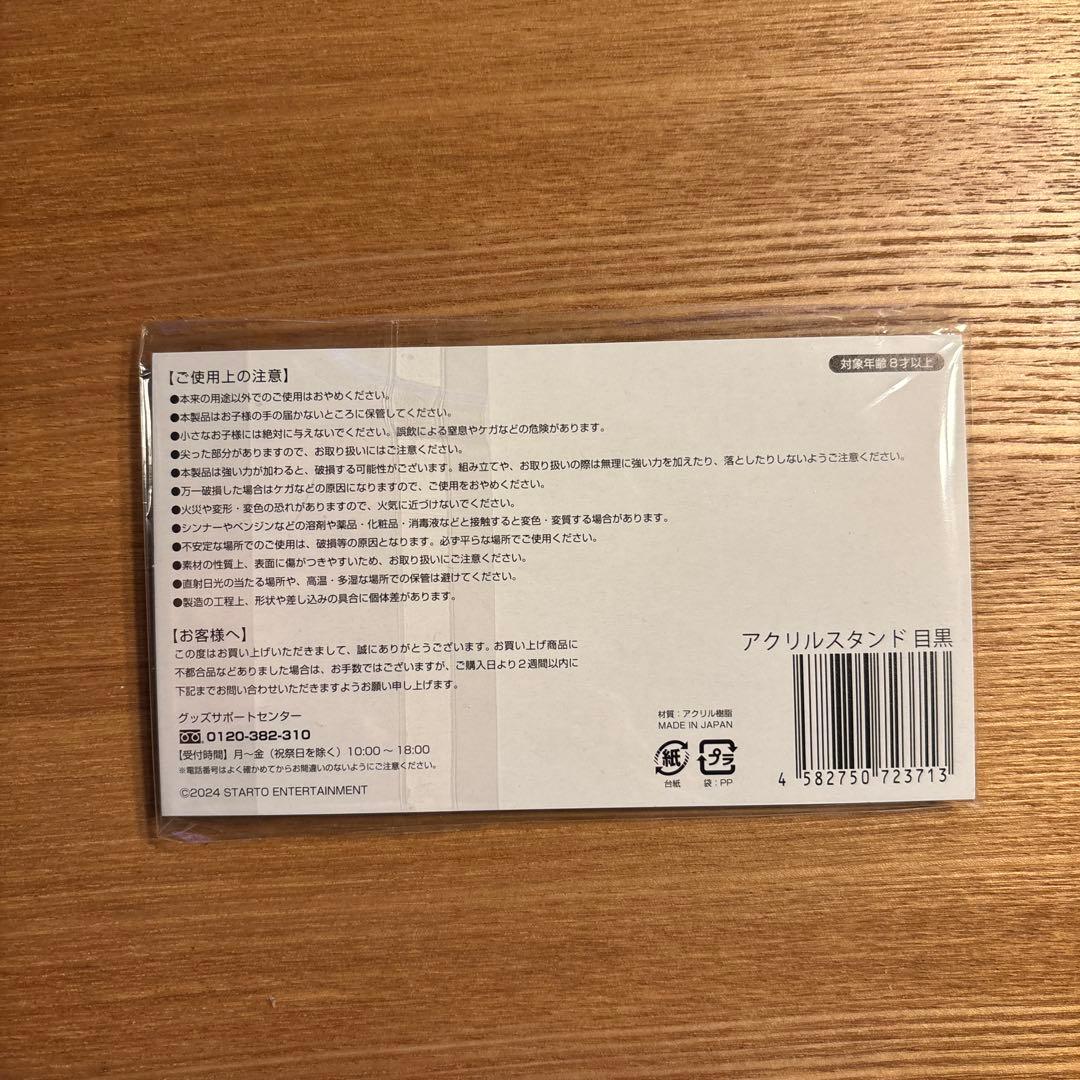 対象年齢8才以上
【ご使用上の注意】
●本来の用途以外でのご使用はおやめください。
●本製品はお子様の手の届かないところに保管してください。
●小さなお子様には絶対に与えないでください。誤飲による窒息やケガなどの危険があります。
●尖った部分がありますので、お取り扱いにはご注意ください。
●本製品は強い力が加わると、破損する可能性がございます。組み立てや、お取り扱いの際は無理に強い力を加えたり、落としたりしないようご注意ください。
●万一破損した場合はケガなどの原因になりますので、ご使用をおやめください。
●火災や変形・変色の恐れがありますので、火気に近づけないでください。
●シンナーやベンジンなどの溶剤や薬品・化粧品・消毒液などと接触すると変色・変質する場合があります。
●不安定な場所でのご使用は、破損等の原因となります。必ず平らな場所でご使用ください。
●素材の性質上、表面に傷がつきやすいため、お取り扱いにご注意ください。
●直射日光の当たる場所や、高温・多湿な場所での保管は避けてください。
●製造の工程上、形状や差し込みの具合に個体差があります。
【お客様へ】
この度はお買い上げいただきまして、誠にありがとうございます。お買い上げ商品に
不都合品などありました場合は、お手数ではございますが、ご購入日より2週間以内に
下記までお問い合わせいただきますようお願い申し上げます。
グッズサポートセンター
0120-382-310
【受付時間】月～金（祝祭日を除く）10:00～18:00
※電話番号はよく確かめてからお間違いのないようにご注意ください。
©2024 STARTO ENTERTAINMENT
材質：アクリル樹脂
MADE IN JAPAN
紙
台紙
プラ
袋：PP
アクリルスタンド 目黒
4 582750 723713